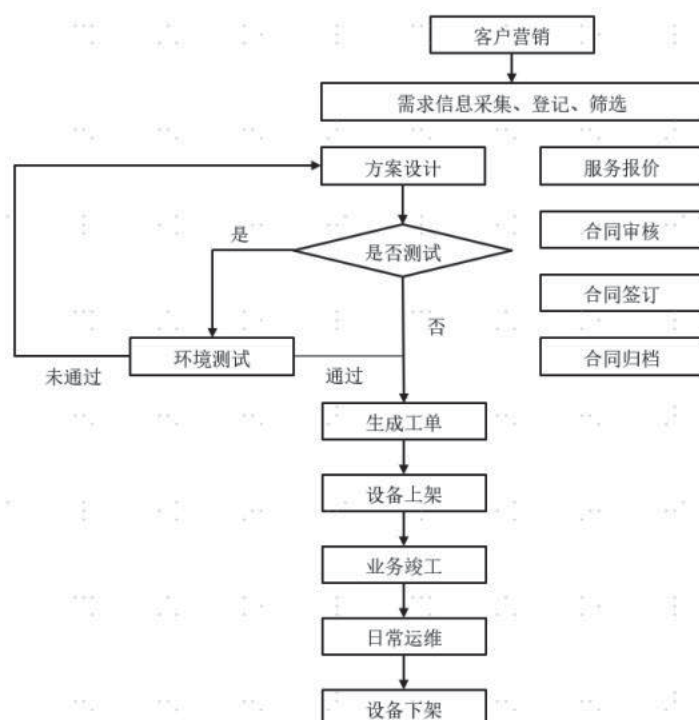 客户营销
需求信息采集、登记、筛选
方案设计
服务报价
是
是否测试
合同审核
合同签订
否
环境测试
合同归档
未通过
通过
生成工单
设备上架
业务竣工
日常运维
设备下架